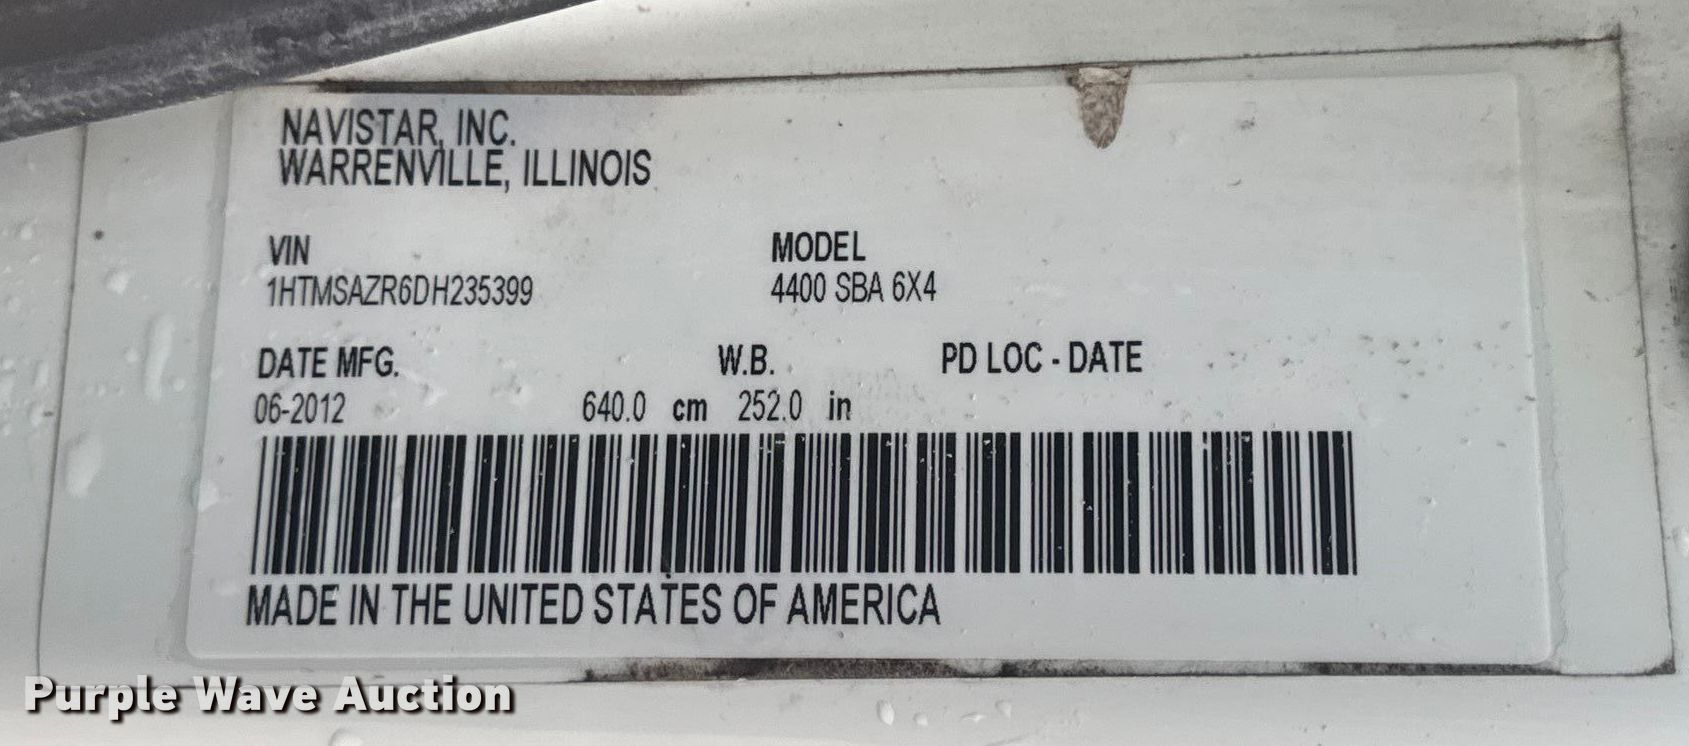 NAVISTAR, INC.
WARRENVILLE, ILLINOIS
VIN MODEL
1HTMSAZR6DH235399 4400 SBA 6X4
DATE MFG. W.B. PD LOC - DATE
06-2012 640.0 cm 252.0 in
MADE IN THE UNITED STATES OF AMERICA
Purple Wave Auction